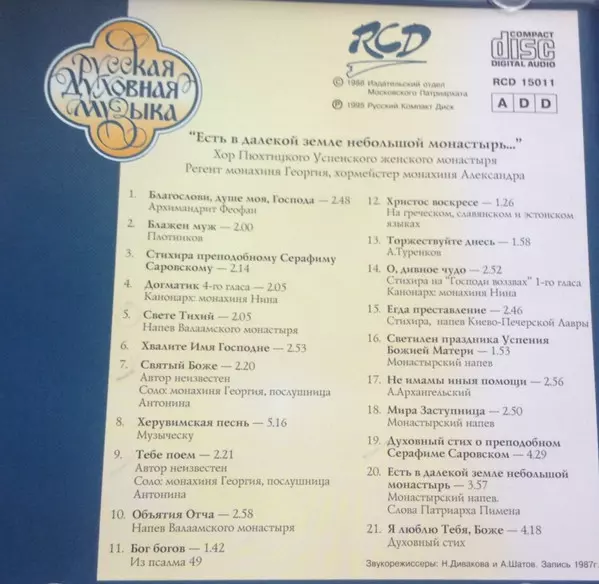 Русская
Духовная
Музыка
RCD
COMPACT
disc
DIGITAL AUDIO
RCD 15011
A D D
© 1988 Издательский отдел
Московского Патриархата
℗ 1995 Русский Компакт Диск
"Есть в далекой земле небольшой монастырь..."
Хор Пюхтицкого Успенского женского монастыря
Регент монахиня Георгия, хормейстер монахиня Александра
1. Благослови, душе моя, Господа — 2.48
Архимандрит Феофан
2. Блажен муж — 2.00
Плотников
3. Стихира преподобному Серафиму
Саровскому — 2.14
4. Догматик 4-го гласа — 2.05
Канонарх: монахиня Нина
5. Свете Тихий — 2.05
Напев Валаамского монастыря
6. Хвалите Имя Господне — 2.53
7. Святый Боже — 2.20
Автор неизвестен
Соло: монахиня Георгия, послушница
Антонина
8. Херувимская песнь — 5.16
Музыческу
9. Тебе поем — 2.21
Автор неизвестен
Соло: монахиня Георгия, послушница
Антонина
10. Объятия Отча — 2.58
Напев Валаамского монастыря
11. Бог богов — 1.42
Из псалма 49
12. Христос воскресе — 1.26
На греческом, славянском и эстонском
языках
13. Торжествуйте днесь — 1.58
А.Туренков
14. О, дивное чудо — 2.52
Стихира на "Господи воззвах" 1-го гласа
Канонарх: монахиня Нина
15. Егда преставление — 2.46
Стихира, напев Киево-Печерской Лавры
16. Светилен праздника Успения
Божией Матери — 1.53
Монастырский напев
17. Не имамы иныя помощи — 2.56
А.Архангельский
18. Мира Заступница — 2.50
Монастырский напев
19. Духовный стих о преподобном
Серафиме Саровском — 4.29
20. Есть в далекой земле небольшой
монастырь — 3.57
Монастырский напев.
Слова Патриарха Пимена
21. Я люблю Тебя, Боже — 4.18
Духовный стих
Звукорежиссеры: Н.Дивакова и А.Шатов. Запись 1987г.